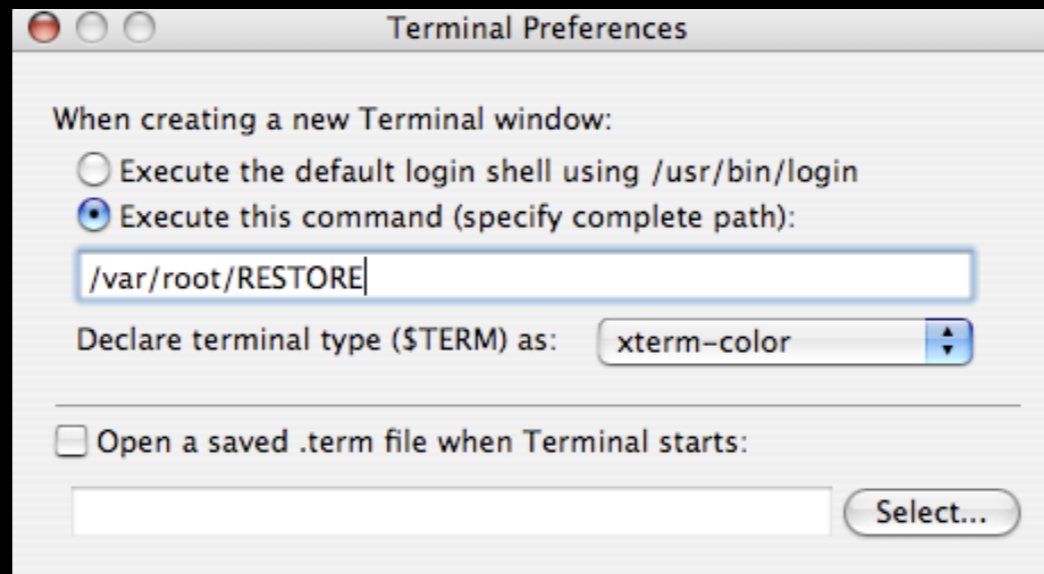 Terminal Preferences
When creating a new Terminal window:
Execute the default login shell using /usr/bin/login
Execute this command (specify complete path):
/var/root/RESTORE
Declare terminal type ($TERM) as: xterm-color
Open a saved .term file when Terminal starts:
Select...